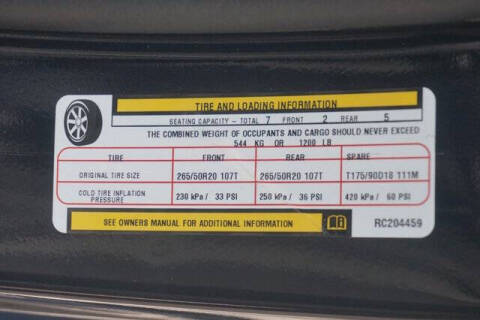 TIRE AND LOADING INFORMATION
SEATING CAPACITY - TOTAL 7 FRONT 2 REAR 5
THE COMBINED WEIGHT OF OCCUPANTS AND CARGO SHOULD NEVER EXCEED
544 KG OR 1200 LB
TIRE FRONT REAR SPARE
ORIGINAL TIRE SIZE 265/50R20 107T 265/50R20 107T T175/90D18 111M
COLD TIRE INFLATION
PRESSURE 230 kPa / 33 PSI 250 kPa / 36 PSI 420 kPa / 60 PSI
SEE OWNERS MANUAL FOR ADDITIONAL INFORMATION RC204459